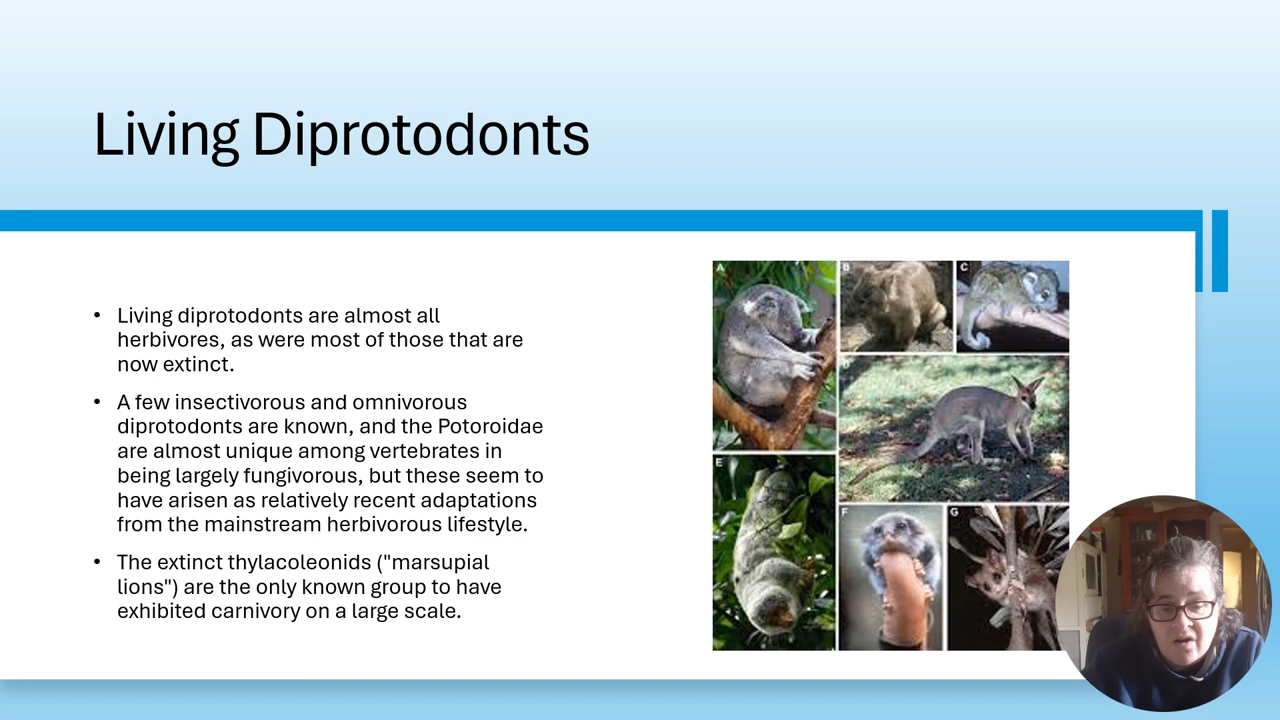 Living Diprotodonts
• Living diprotodonts are almost all
herbivores, as were most of those that are
now extinct.
• A few insectivorous and omnivorous
diprotodonts are known, and the Potoroidae
are almost unique among vertebrates in
being largely fungivorous, but these seem to
have arisen as relatively recent adaptations
from the mainstream herbivorous lifestyle.
• The extinct thylacoleonids ("marsupial
lions") are the only known group to have
exhibited carnivory on a large scale.
A
B
C
E
F
G